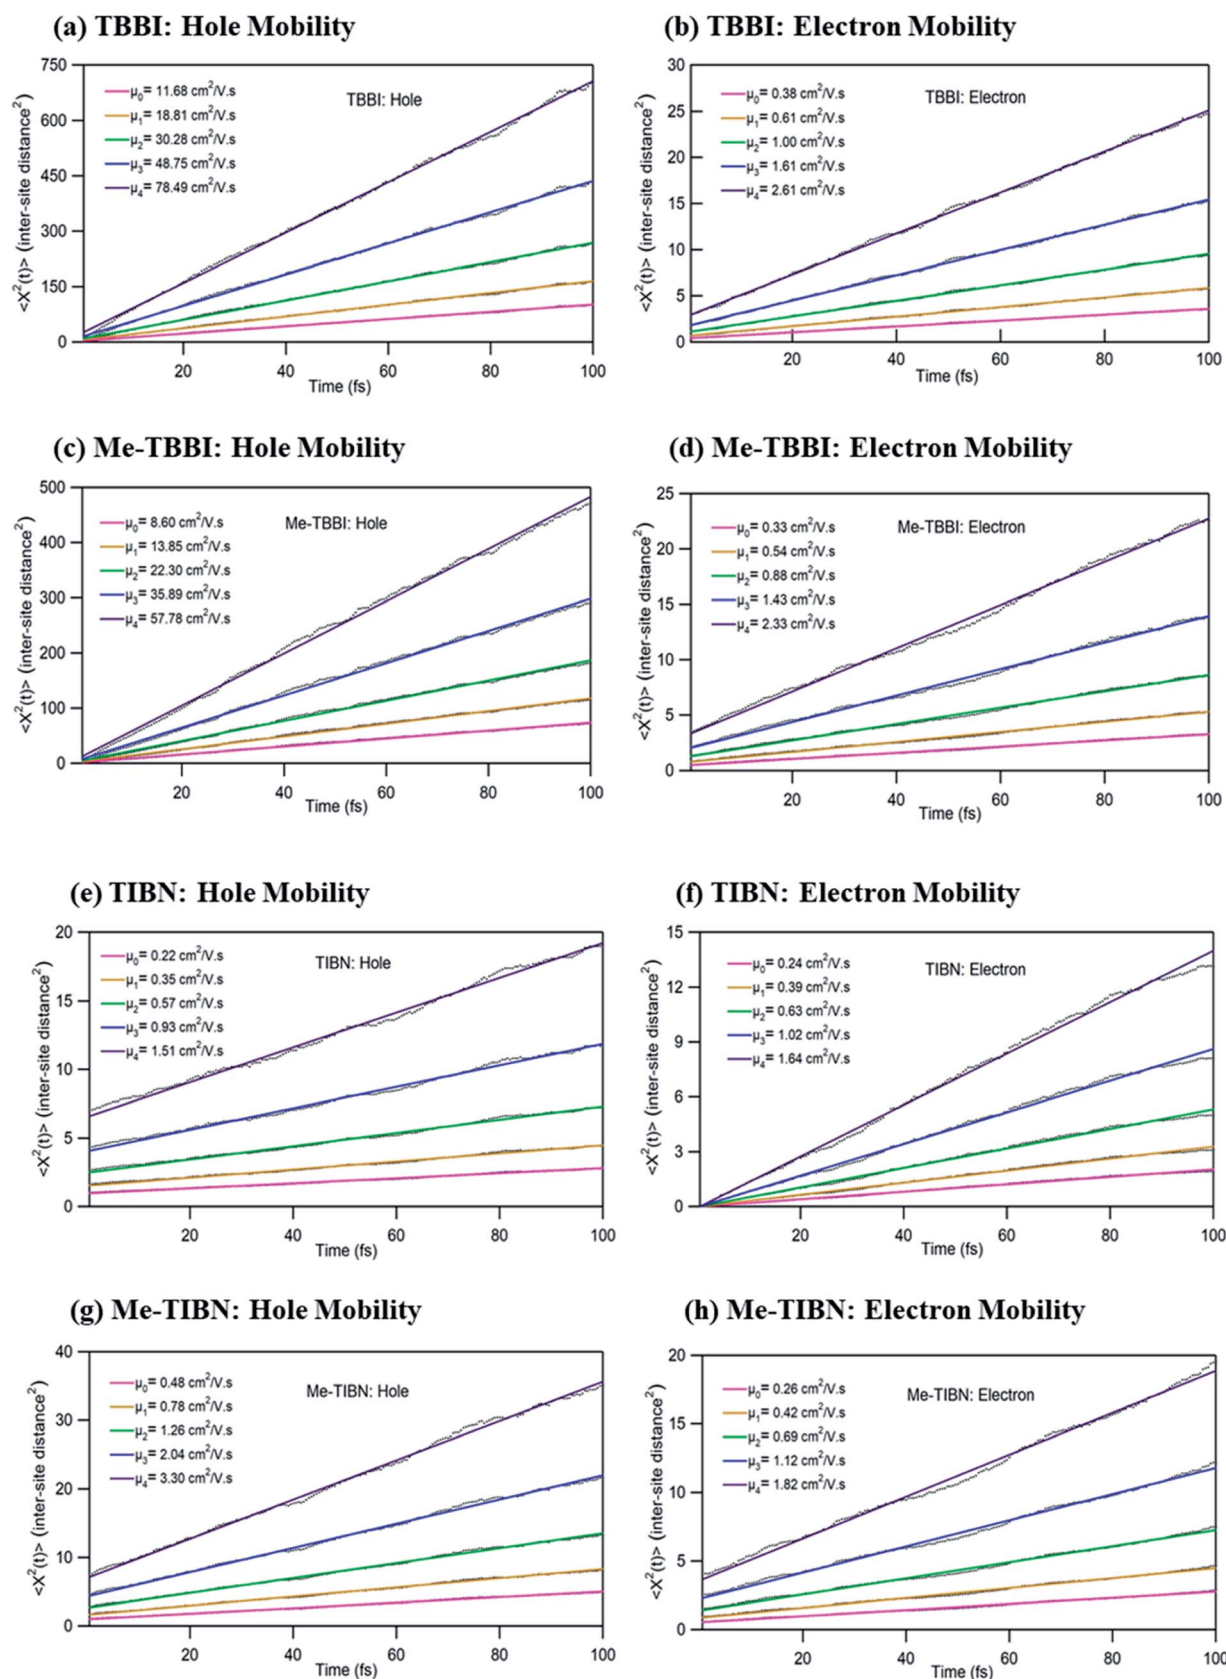 (a) TBBI: Hole Mobility
750
600
450
300
150
0
<X²(t)> (inter-site distance²)
μ₀= 11.68 cm²/V.s
μ₁= 18.81 cm²/V.s
μ₂= 30.28 cm²/V.s
μ₃= 48.75 cm²/V.s
μ₄= 78.49 cm²/V.s
TBBI: Hole
20 40 60 80 100
Time (fs)
(b) TBBI: Electron Mobility
30
25
20
15
10
5
0
<X²(t)> (inter-site distance²)
μ₀= 0.38 cm²/V.s
μ₁= 0.61 cm²/V.s
μ₂= 1.00 cm²/V.s
μ₃= 1.61 cm²/V.s
μ₄= 2.61 cm²/V.s
TBBI: Electron
20 40 60 80 100
Time (fs)
(c) Me-TBBI: Hole Mobility
500
400
300
200
100
0
<X²(t)> (inter-site distance²)
μ₀= 8.60 cm²/V.s
μ₁= 13.85 cm²/V.s
μ₂= 22.30 cm²/V.s
μ₃= 35.89 cm²/V.s
μ₄= 57.78 cm²/V.s
Me-TBBI: Hole
20 40 60 80 100
Time (fs)
(d) Me-TBBI: Electron Mobility
25
20
15
10
5
0
<X²(t)> (inter-site distance²)
μ₀= 0.33 cm²/V.s
μ₁= 0.54 cm²/V.s
μ₂= 0.88 cm²/V.s
μ₃= 1.43 cm²/V.s
μ₄= 2.33 cm²/V.s
Me-TBBI: Electron
20 40 60 80 100
Time (fs)
(e) TIBN: Hole Mobility
20
15
10
5
0
<X²(t)> (inter-site distance²)
μ₀= 0.22 cm²/V.s
μ₁= 0.35 cm²/V.s
μ₂= 0.57 cm²/V.s
μ₃= 0.93 cm²/V.s
μ₄= 1.51 cm²/V.s
TIBN: Hole
20 40 60 80 100
Time (fs)
(f) TIBN: Electron Mobility
15
12
9
6
3
0
<X²(t)> (inter-site distance²)
μ₀= 0.24 cm²/V.s
μ₁= 0.39 cm²/V.s
μ₂= 0.63 cm²/V.s
μ₃= 1.02 cm²/V.s
μ₄= 1.64 cm²/V.s
TIBN: Electron
20 40 60 80 100
Time (fs)
(g) Me-TIBN: Hole Mobility
40
30
20
10
0
<X²(t)> (inter-site distance²)
μ₀= 0.48 cm²/V.s
μ₁= 0.78 cm²/V.s
μ₂= 1.26 cm²/V.s
μ₃= 2.04 cm²/V.s
μ₄= 3.30 cm²/V.s
Me-TIBN: Hole
20 40 60 80 100
Time (fs)
(h) Me-TIBN: Electron Mobility
20
15
10
5
0
<X²(t)> (inter-site distance²)
μ₀= 0.26 cm²/V.s
μ₁= 0.42 cm²/V.s
μ₂= 0.69 cm²/V.s
μ₃= 1.12 cm²/V.s
μ₄= 1.82 cm²/V.s
Me-TIBN: Electron
20 40 60 80 100
Time (fs)